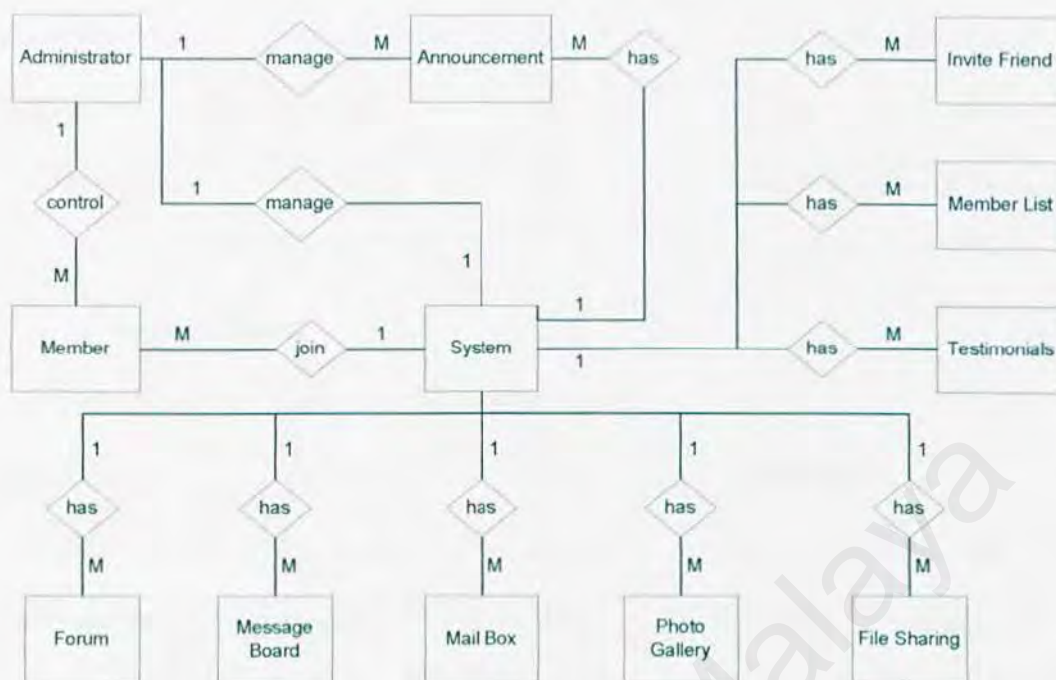 1 M M M
Administrator manage Announcement has has Invite Friend
1
control 1 manage has M Member List
M 1 1
Member M join 1 System 1 has M Testimonials
1 1 1 1 1
has has has has has
M M M M M
Forum Message Board Mail Box Photo Gallery File Sharing
Malaya